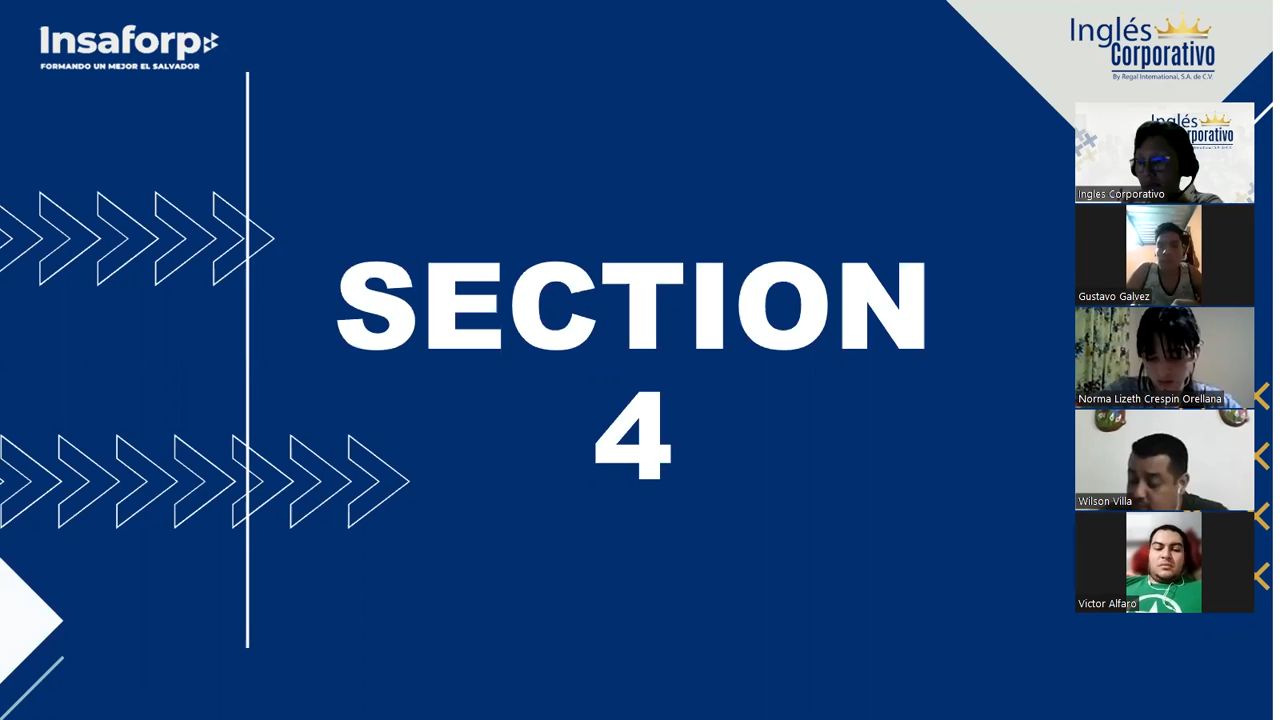 Insaforp
FORMANDO UN MEJOR EL SALVADOR
Inglés
Corporativo
By Regal International, S.A. de C.V.
SECTION
4
Inglés
Ingles Corporativo
Gustavo Galvez
Norma Lizeth Crespin Orellana
Wilson Villa
Victor Alfaro